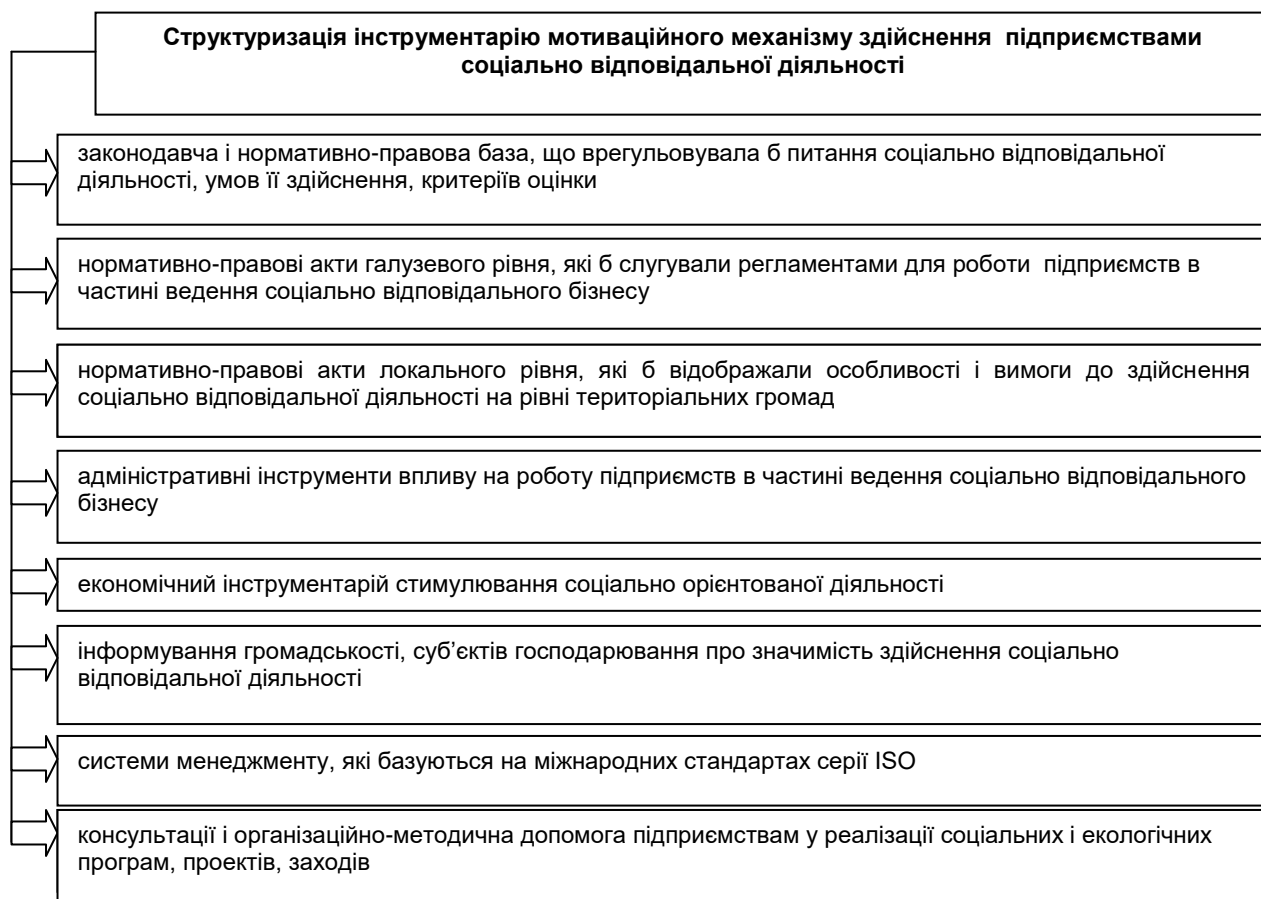 Структуризація інструментарію мотиваційного механізму здійснення  підприємствами
соціально відповідальної діяльності
законодавча і нормативно-правова база, що врегульовувала б питання соціально відповідальної
діяльності, умов її здійснення, критеріїв оцінки
нормативно-правові акти галузевого рівня, які б слугували регламентами для роботи  підприємств в
частині ведення соціально відповідального бізнесу
нормативно-правові акти локального рівня, які б відображали особливості і вимоги до здійснення
соціально відповідальної діяльності на рівні територіальних громад
адміністративні інструменти впливу на роботу підприємств в частині ведення соціально відповідального
бізнесу
економічний інструментарій стимулювання соціально орієнтованої діяльності
інформування громадськості, суб’єктів господарювання про значимість здійснення соціально
відповідальної діяльності
системи менеджменту, які базуються на міжнародних стандартах серії ISO
консультації і організаційно-методична допомога підприємствам у реалізації соціальних і екологічних
програм, проектів, заходів